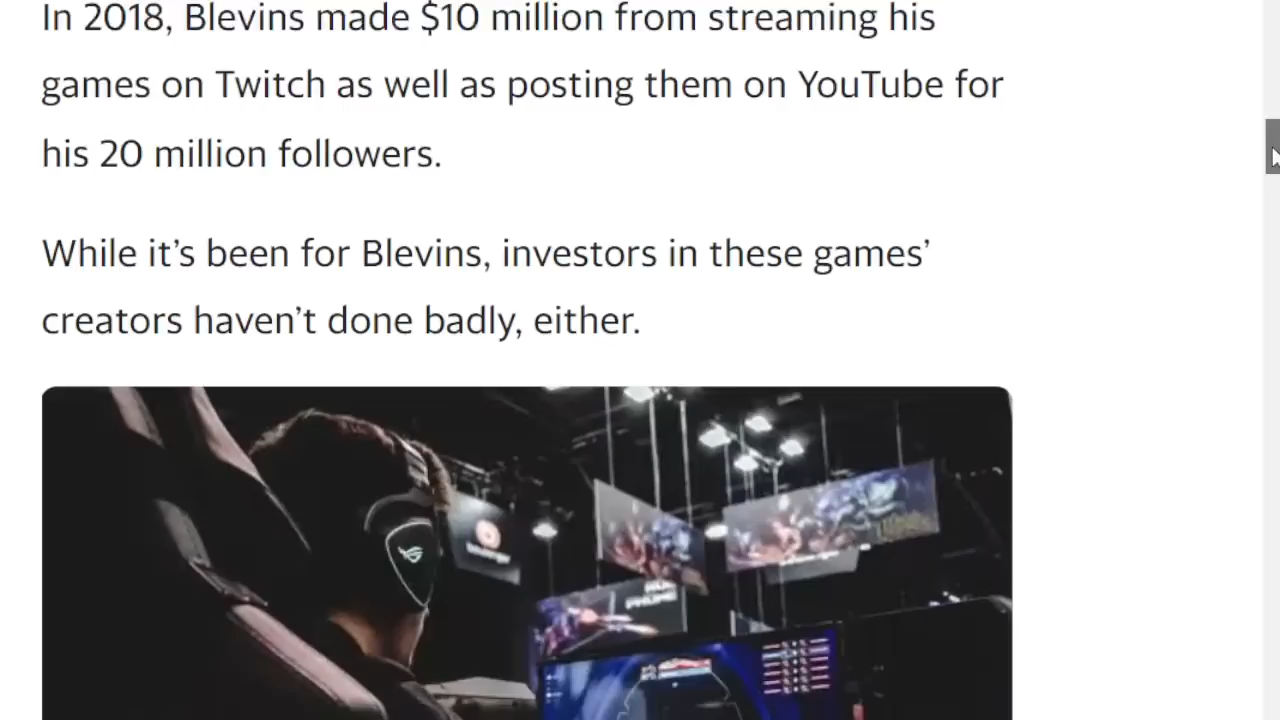 In 2018, Blevins made $10 million from streaming his
games on Twitch as well as posting them on YouTube for
his 20 million followers.
While it’s been for Blevins, investors in these games’
creators haven’t done badly, either.